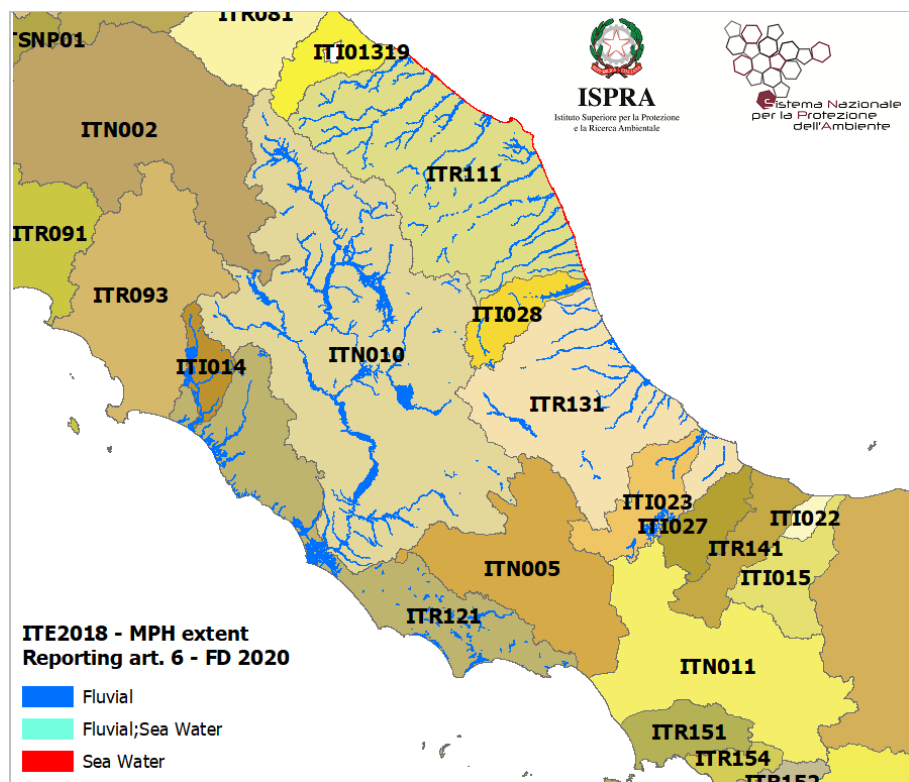 ITR081
TSNP01
ITI01319
ISPRA
Istituto Superiore per la Protezione
e la Ricerca Ambientale
Sistema Nazionale
per la Protezione
dell'Ambiente
ITN002
ITR111
ITR091
ITR093
ITI028
ITN010
ITI014
ITR131
ITI023
ITI022
ITI027
ITR141
ITN005
ITI015
ITR121
ITE2018 - MPH extent
Reporting art. 6 - FD 2020
ITN011
Fluvial
Fluvial;Sea Water
ITR151
Sea Water
ITR154
ITR152